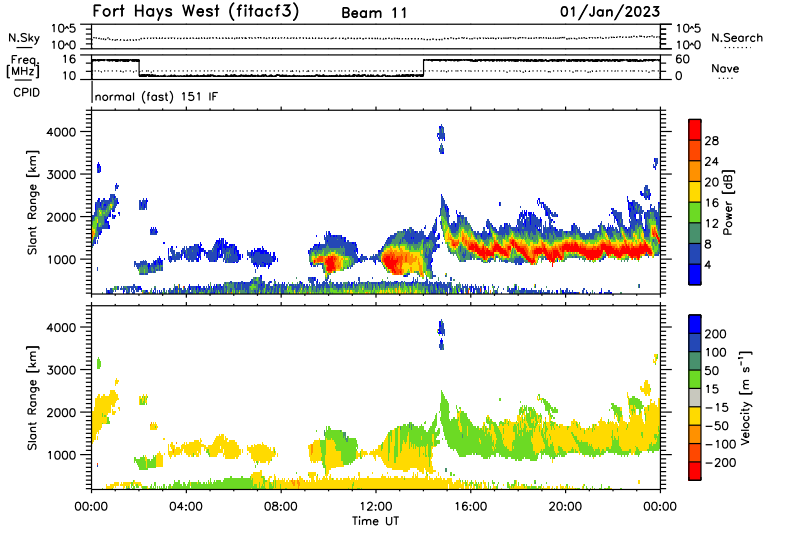 Fort Hays West (fitacf3) Beam 11 01/Jan/2023
N.Sky 10^5 10^0 10^5 10^0 N.Search
Freq. [MHz] 16 10 60 0 Nave
CPID normal (fast) 151 IF
Slant Range [km]
4000
3000
2000
1000
Power [dB]
28
24
20
16
12
8
4
Slant Range [km]
4000
3000
2000
1000
Velocity [m s⁻¹]
200
100
50
15
-15
-50
-100
-200
00:00 04:00 08:00 12:00 16:00 20:00 00:00
Time UT